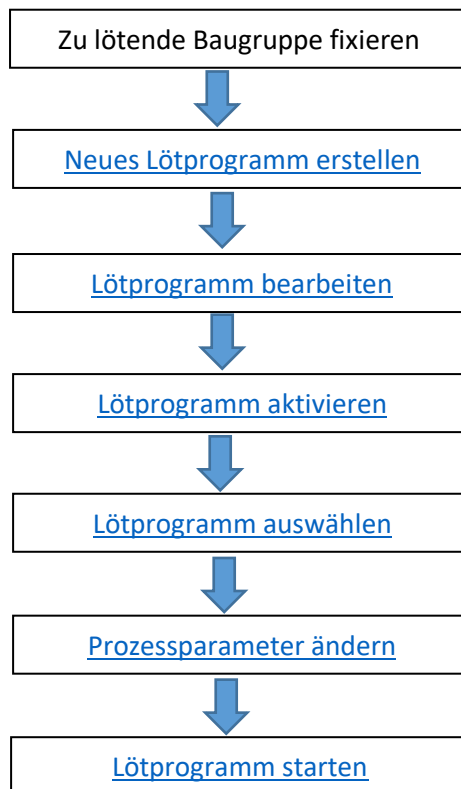 Zu lötende Baugruppe fixieren
Neues Lötprogramm erstellen
Lötprogramm bearbeiten
Lötprogramm aktivieren
Lötprogramm auswählen
Prozessparameter ändern
Lötprogramm starten